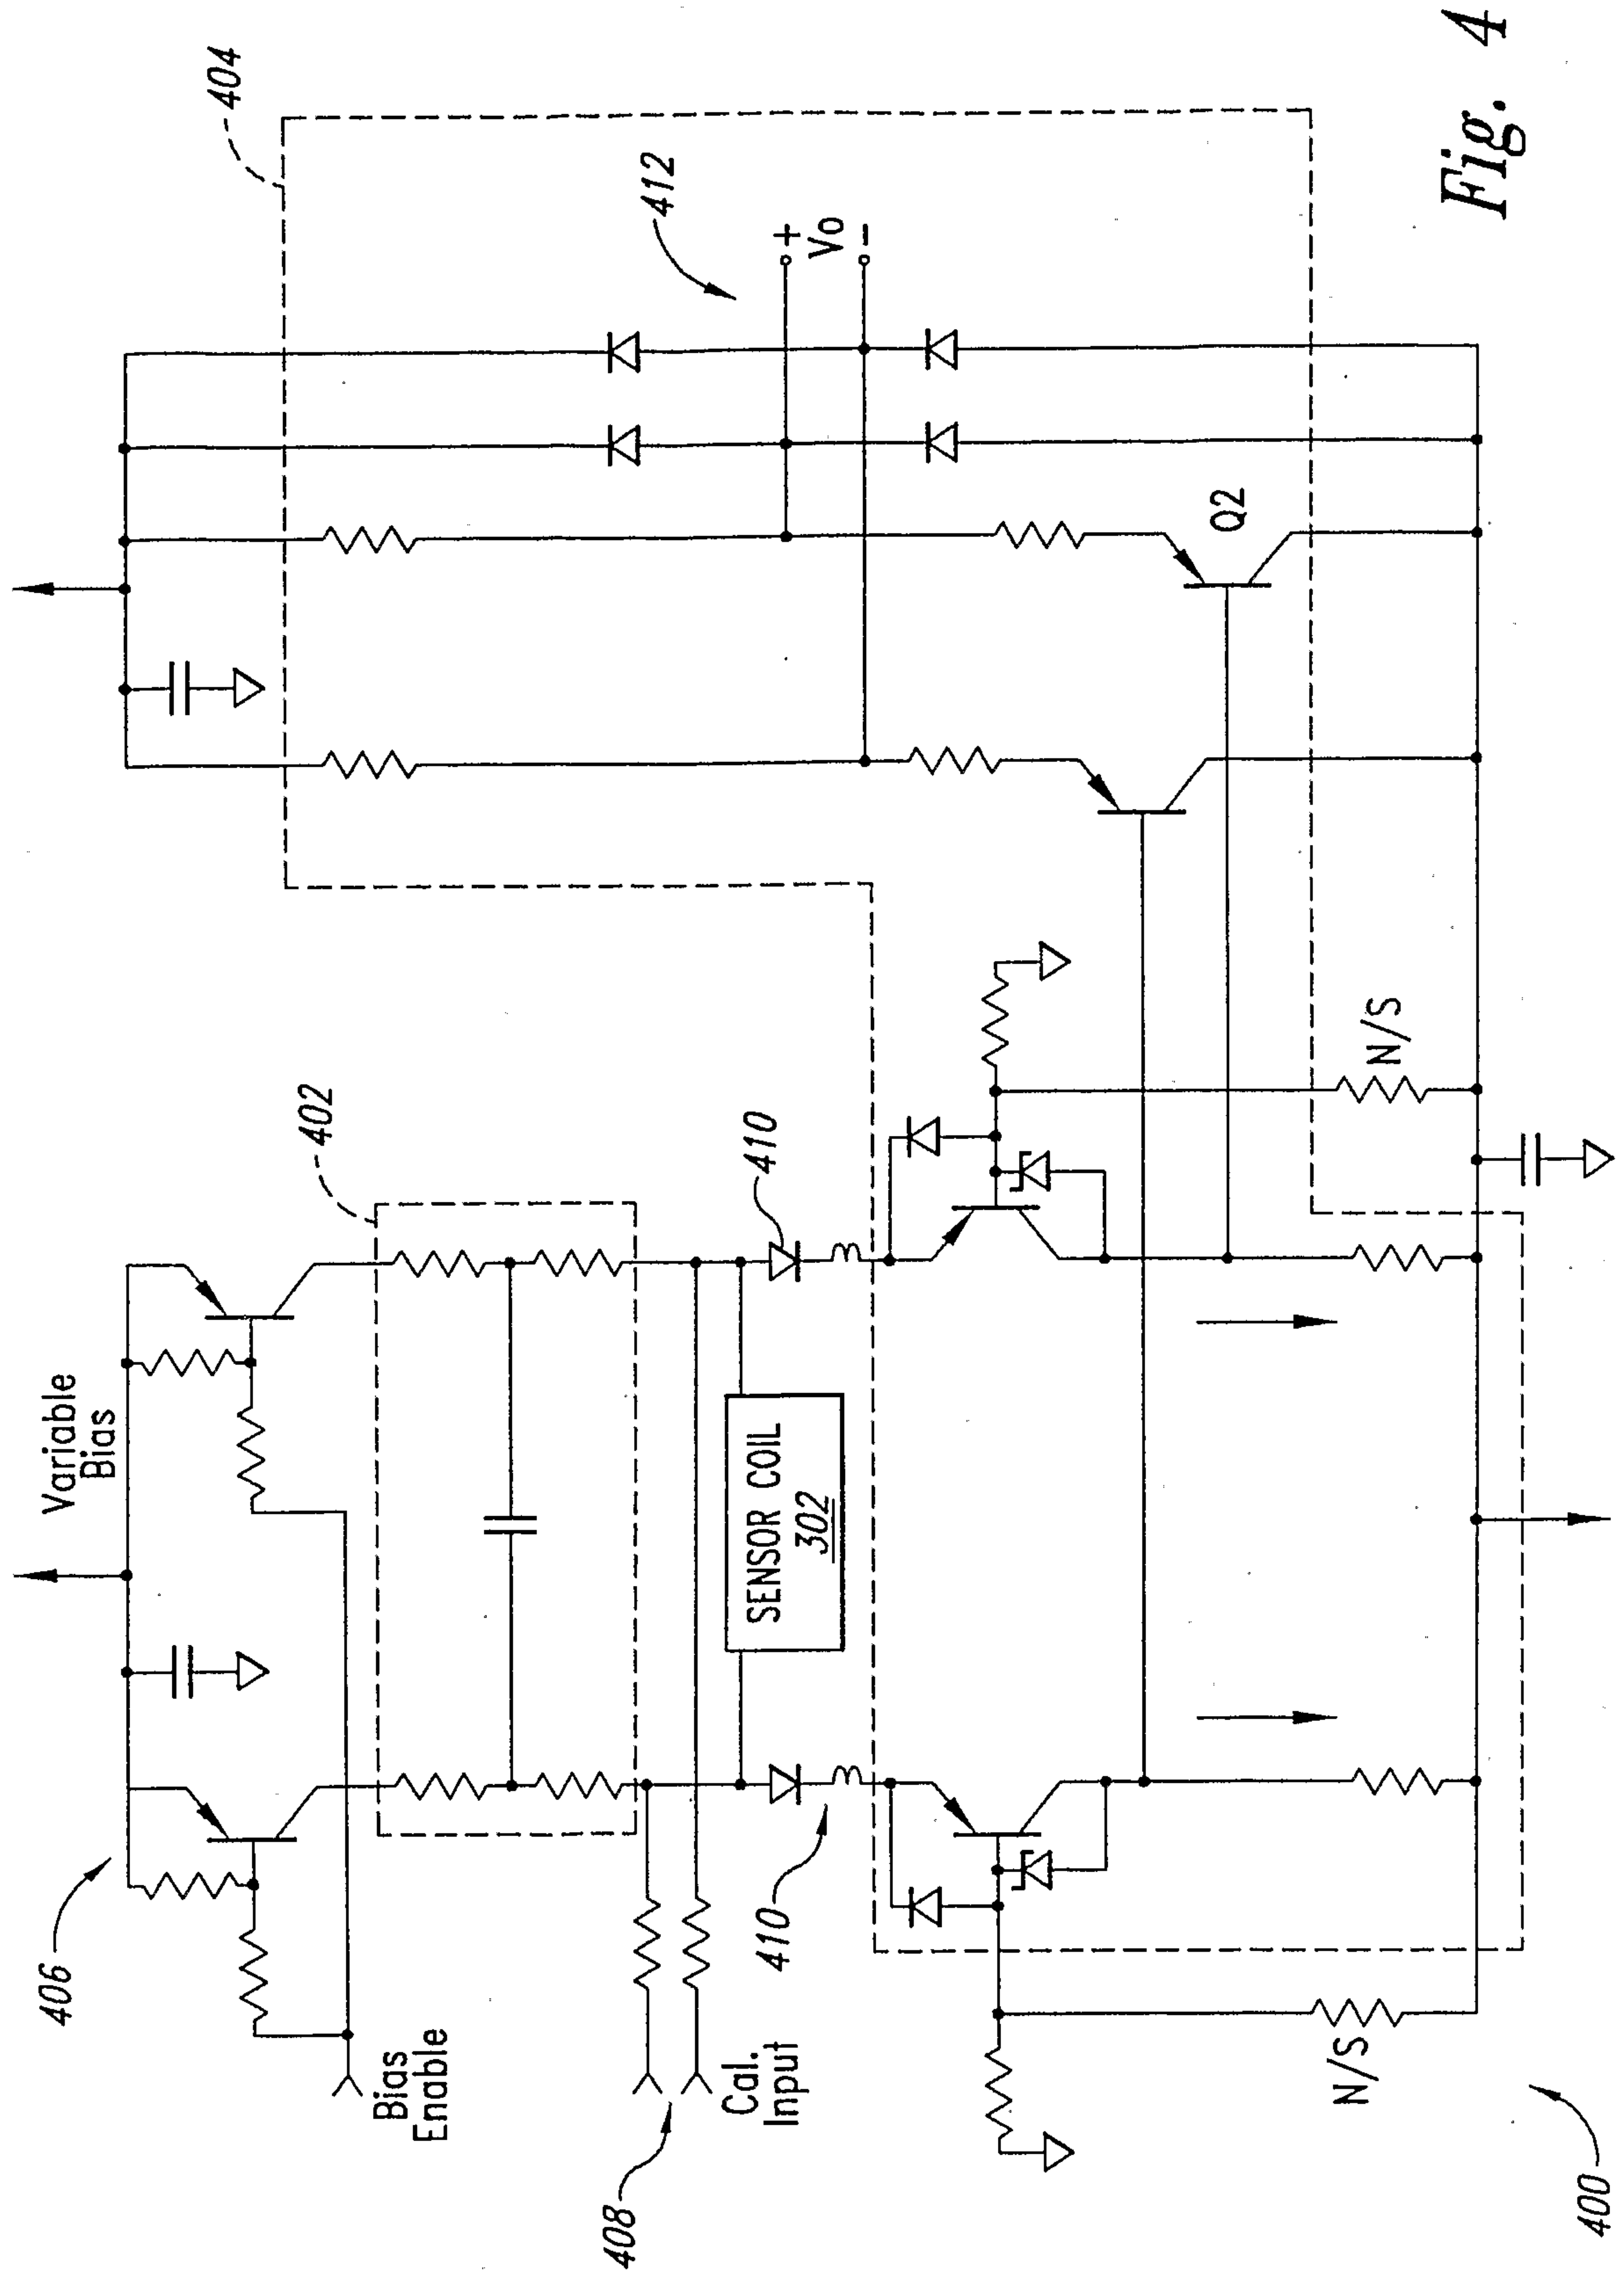 404
412
+
Vo
-
Q2
402
410
N/S
Variable
Bias
SENSOR COIL
302
406
Bias
Enable
408
Cal.
Input
410
N/S
400
Fig. 4